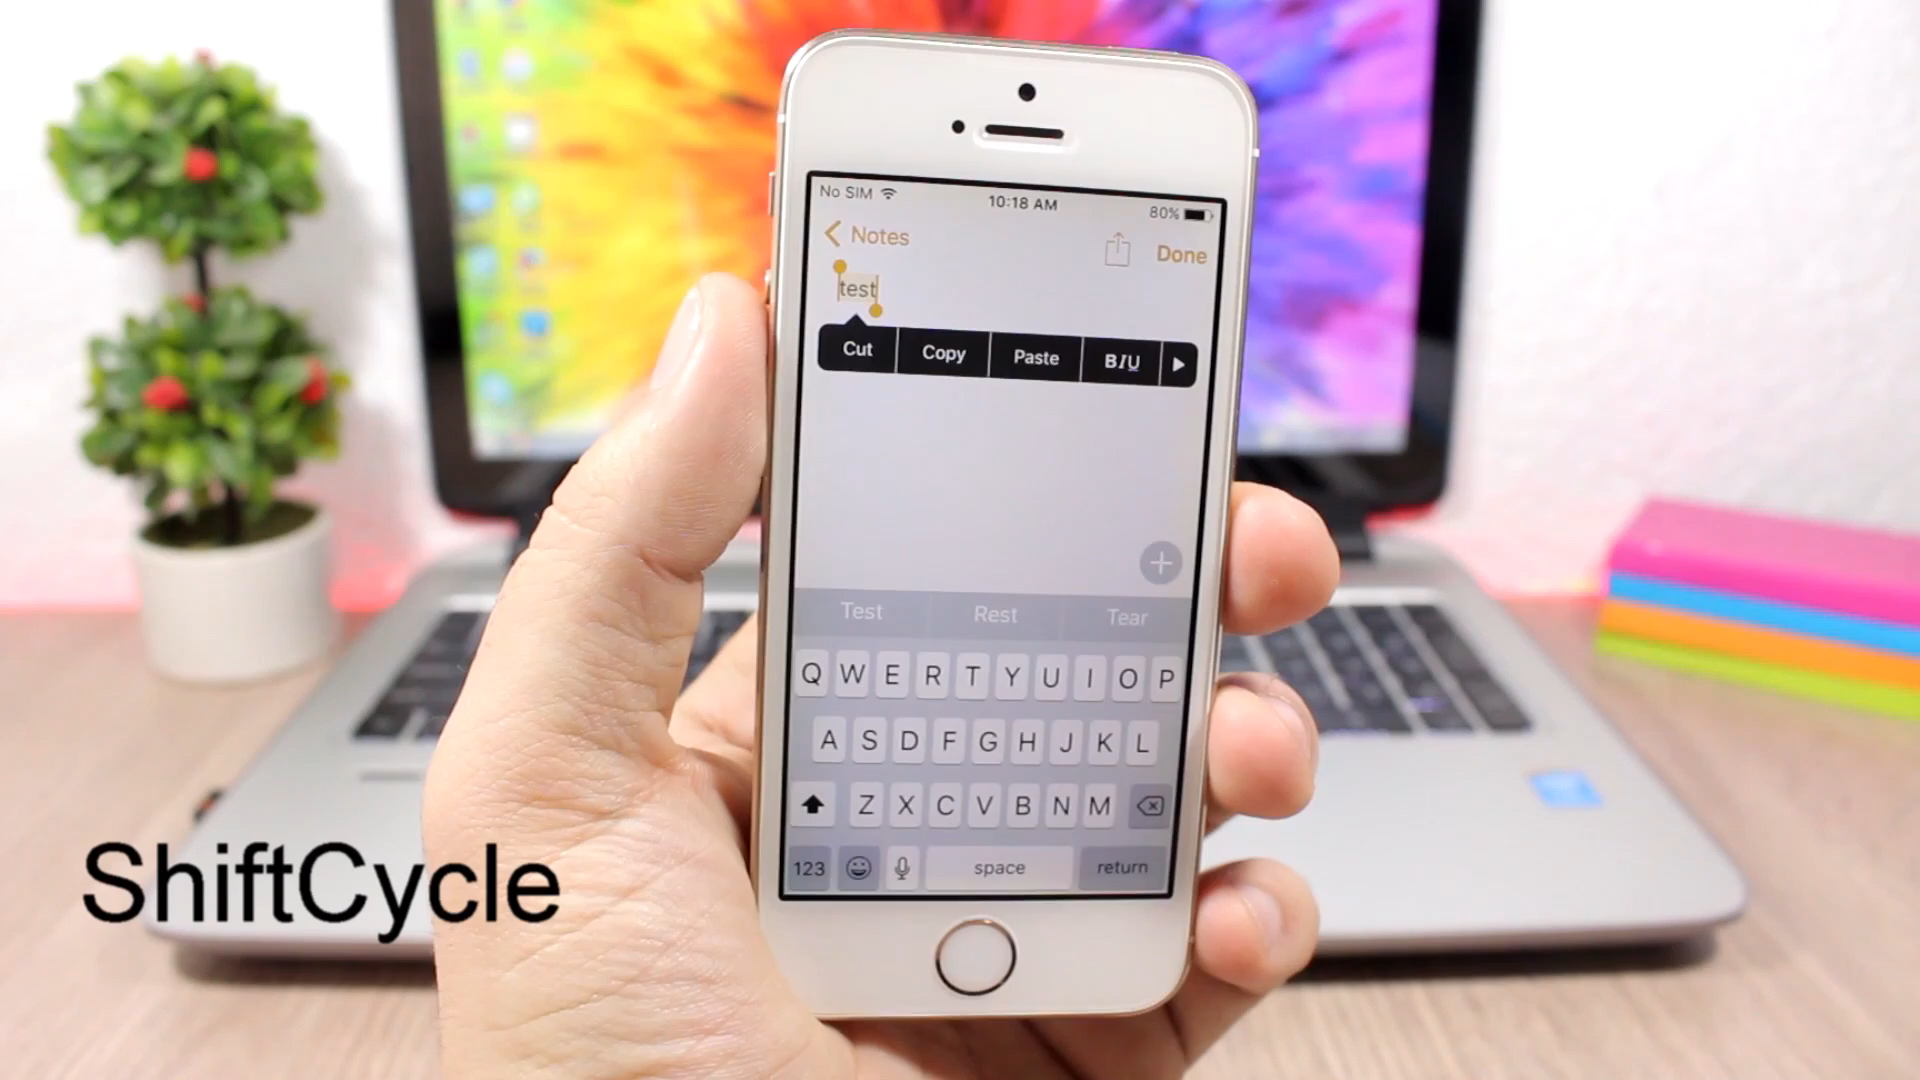 No SIM 10:18 AM 80%
Notes Done
test
Cut Copy Paste BIU
Test Rest Tear
Q W E R T Y U I O P
A S D F G H J K L
Z X C V B N M
123 space return
ShiftCycle